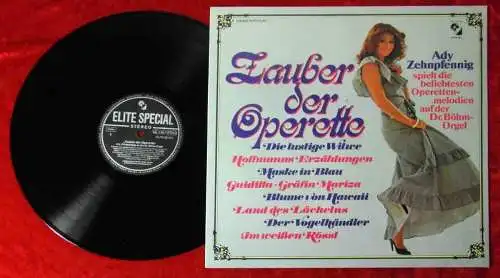 ELITE SPECIAL
STEREO
Zauber
der
Operette
Ady
Zehnpfennig
spielt die
beliebtesten
Operetten-
melodien
auf der
Dr. Böhm-
Orgel
Die lustige Witwe
Hoffmanns Erzählungen
Maske in Blau
Giuditta-Gräfin Mariza
Blume von Hawaii
Land des Lächelns
Der Vogelhändler
Im weißen Rössl